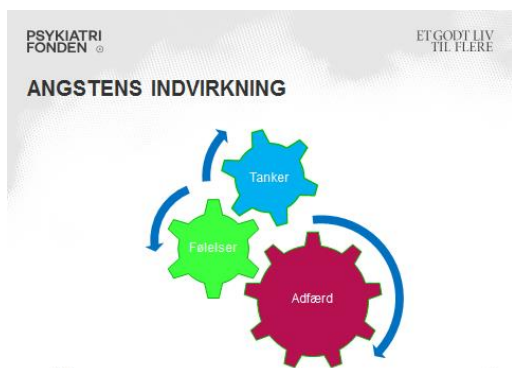 PSYKIATRI
FONDEN
ET GODT LIV
TIL FLERE
ANGSTENS INDVIRKNING
Tanker
Følelser
Adfærd